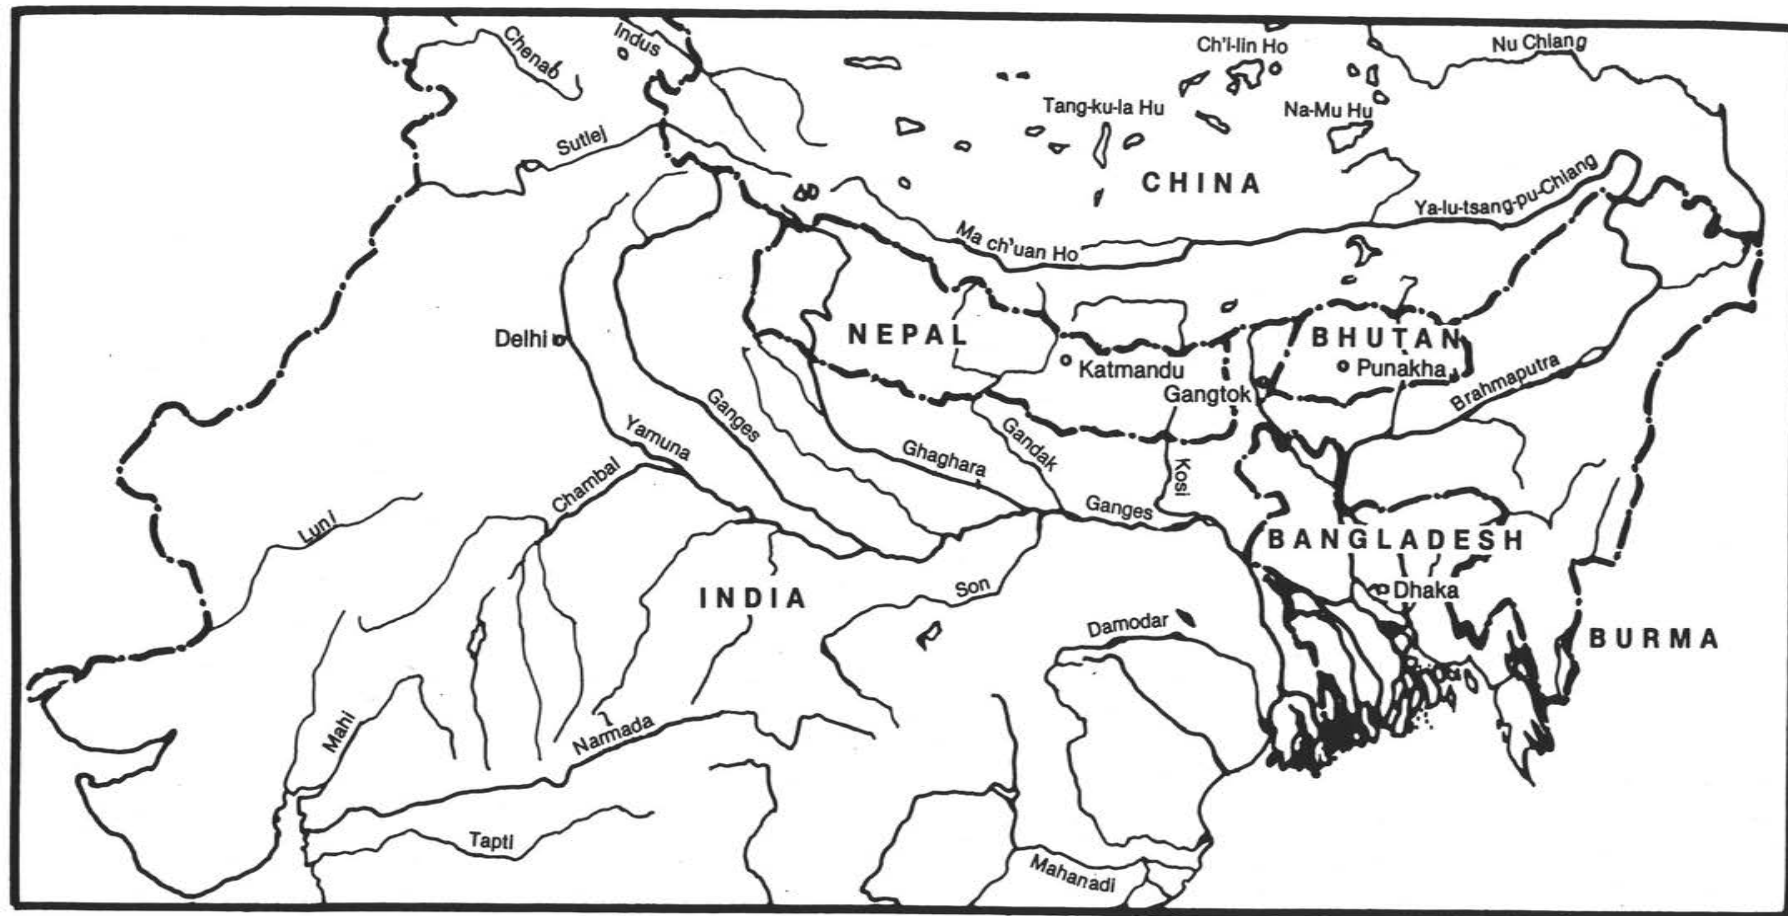 Indus
Chenab
Ch'i-lin Ho
Nu Chiang
Tang-ku-la Hu
Na-Mu Hu
Sutlej
CHINA
Ya-lu-tsang-pu-Chiang
Ma ch'uan Ho
Delhi
NEPAL
BHUTAN
Katmandu
Punakha
Gangtok
Brahmaputra
Ganges
Yamuna
Gandak
Ghaghara
Chambal
Kosi
Ganges
Luni
BANGLADESH
INDIA
Son
Dhaka
Damodar
BURMA
Mahi
Narmada
Tapti
Mahanadi